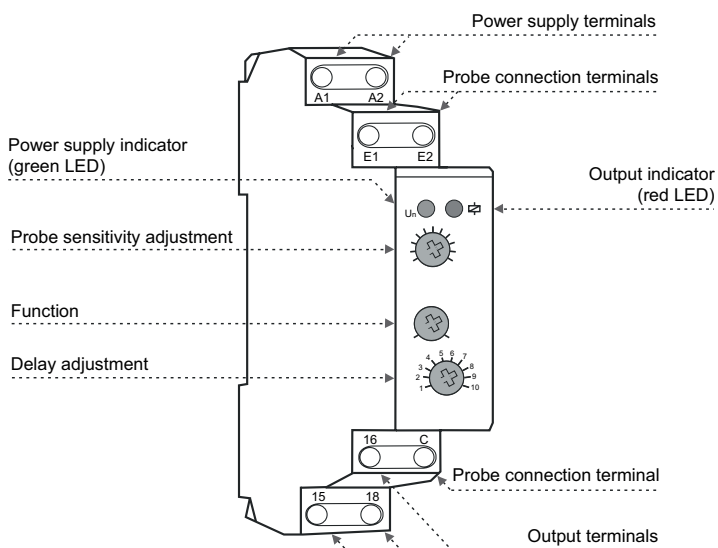 Power supply terminals
A1 A2
Probe connection terminals
E1 E2
Power supply indicator
(green LED)
Output indicator
(red LED)
Un
Probe sensitivity adjustment
Function
Delay adjustment
1 2 3 4 5 6 7 8 9 10
16 C
Probe connection terminal
15 18
Output terminals